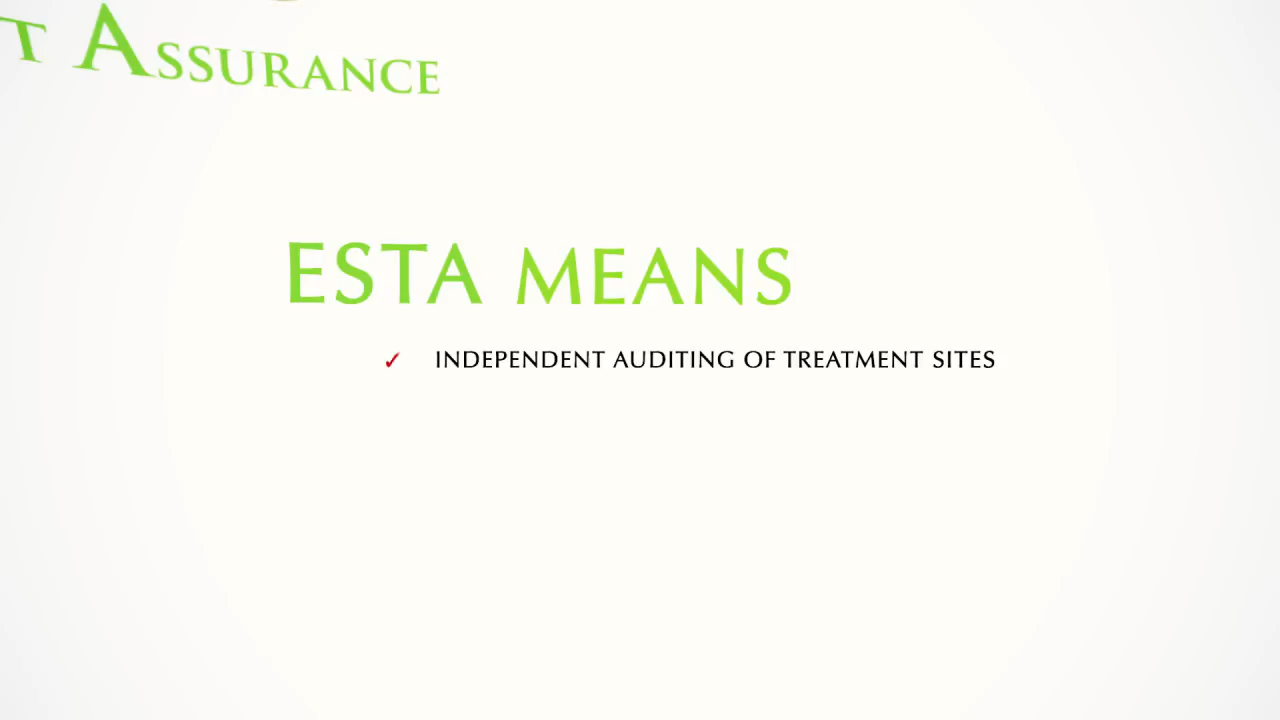 T ASSURANCE
ESTA MEANS
✓ INDEPENDENT AUDITING OF TREATMENT SITES